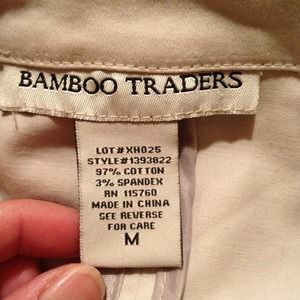 BAMBOO TRADERS
LOT#XH025
STYLE#1393822
97% COTTON
3% SPANDEX
RN 115760
MADE IN CHINA
SEE REVERSE
FOR CARE
M